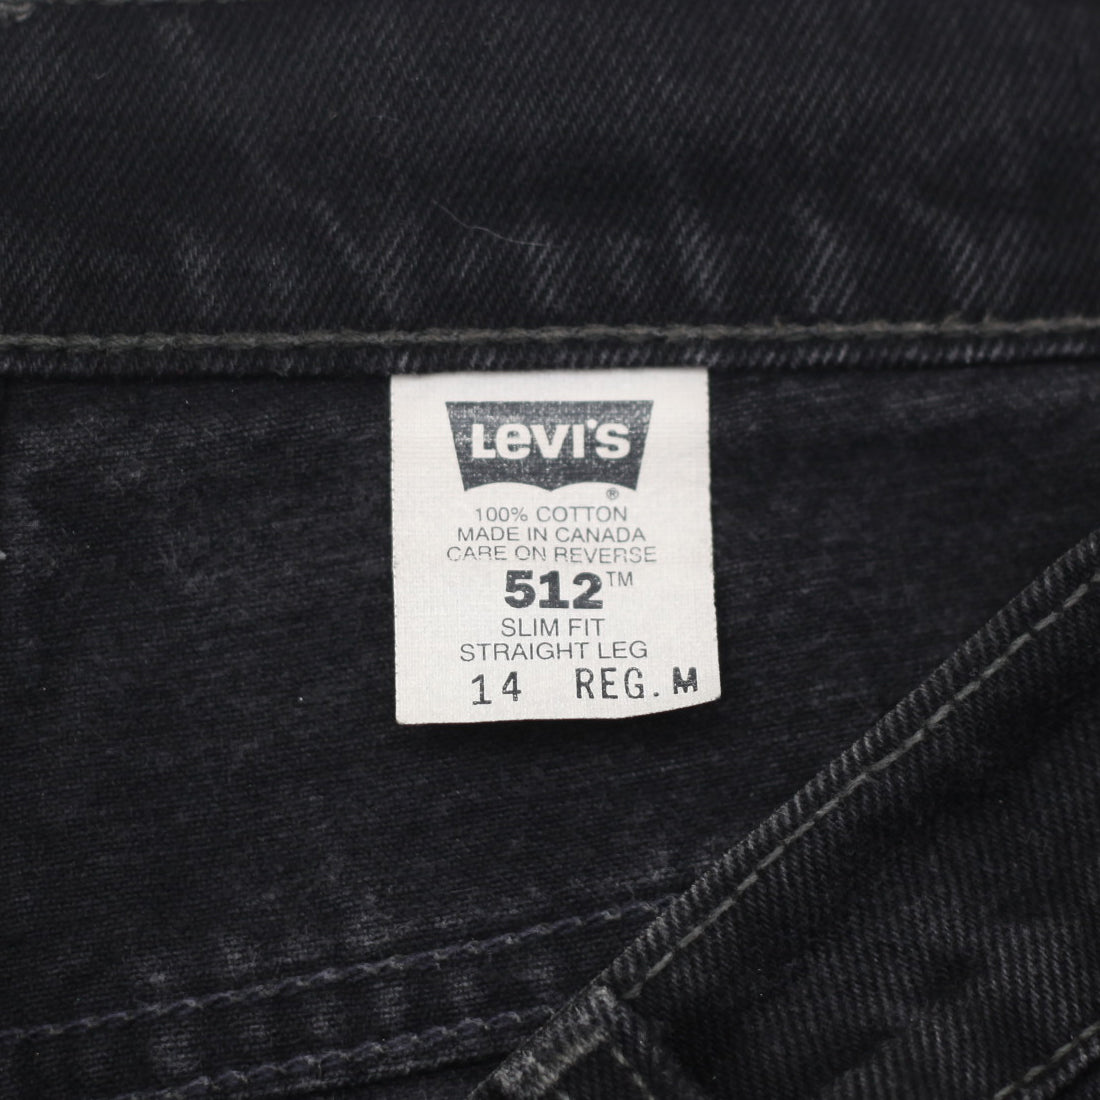 Levi's
®
100% COTTON
MADE IN CANADA
CARE ON REVERSE
512™
SLIM FIT
STRAIGHT LEG
14 REG. M